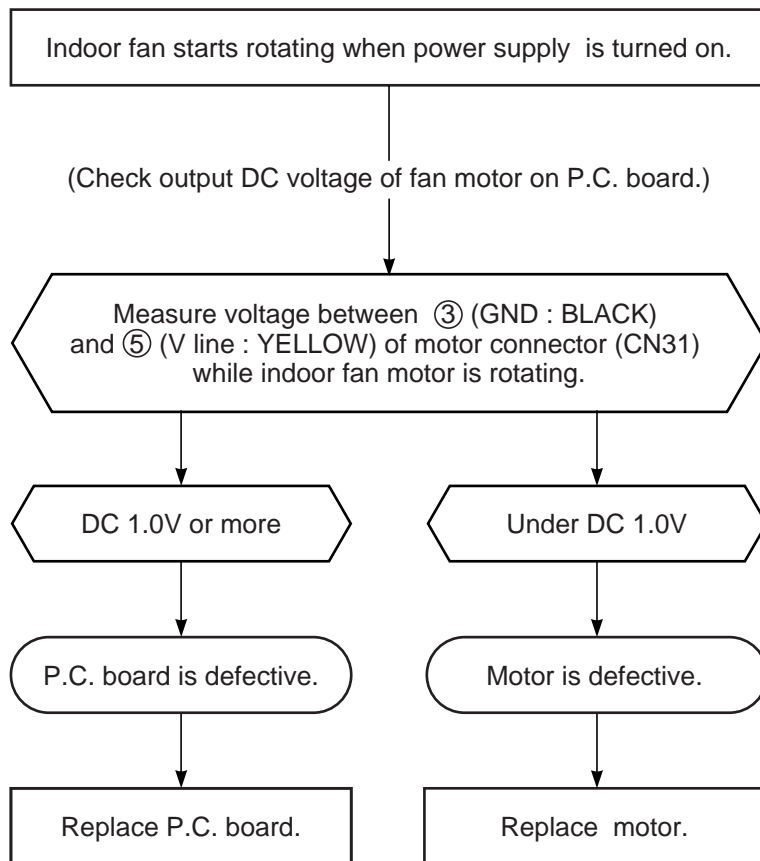 Indoor fan starts rotating when power supply is turned on.
(Check output DC voltage of fan motor on P.C. board.)
Measure voltage between ③ (GND : BLACK)
and ⑤ (V line : YELLOW) of motor connector (CN31)
while indoor fan motor is rotating.
DC 1.0V or more
Under DC 1.0V
P.C. board is defective.
Motor is defective.
Replace P.C. board.
Replace motor.